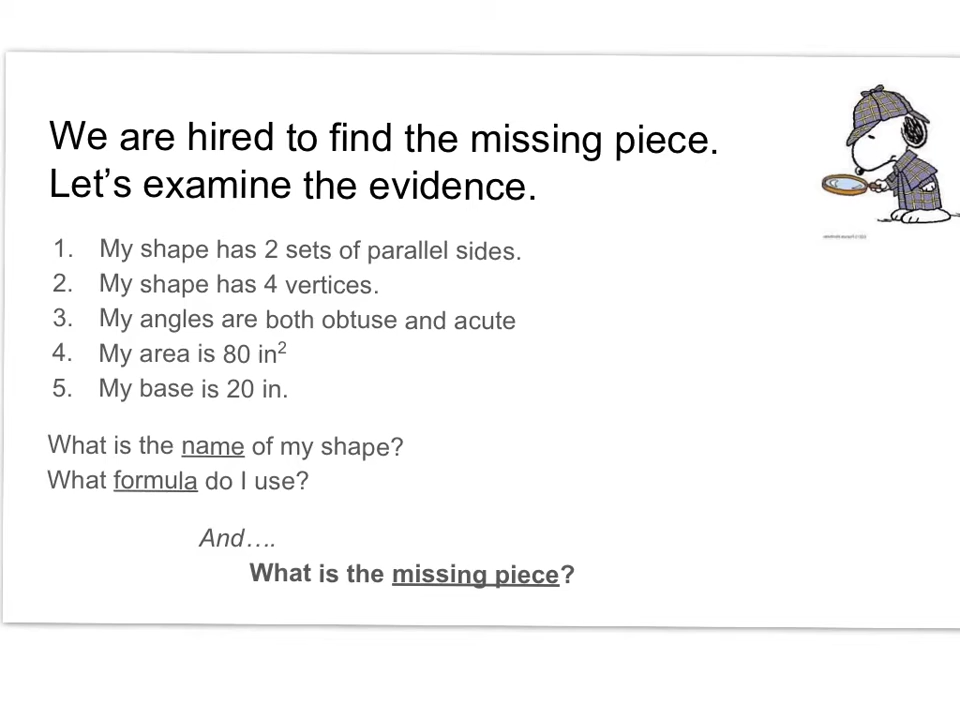 We are hired to find the missing piece.
Let's examine the evidence.
1. My shape has 2 sets of parallel sides.
2. My shape has 4 vertices.
3. My angles are both obtuse and acute
4. My area is 80 in²
5. My base is 20 in.
What is the name of my shape?
What formula do I use?
And….
What is the missing piece?